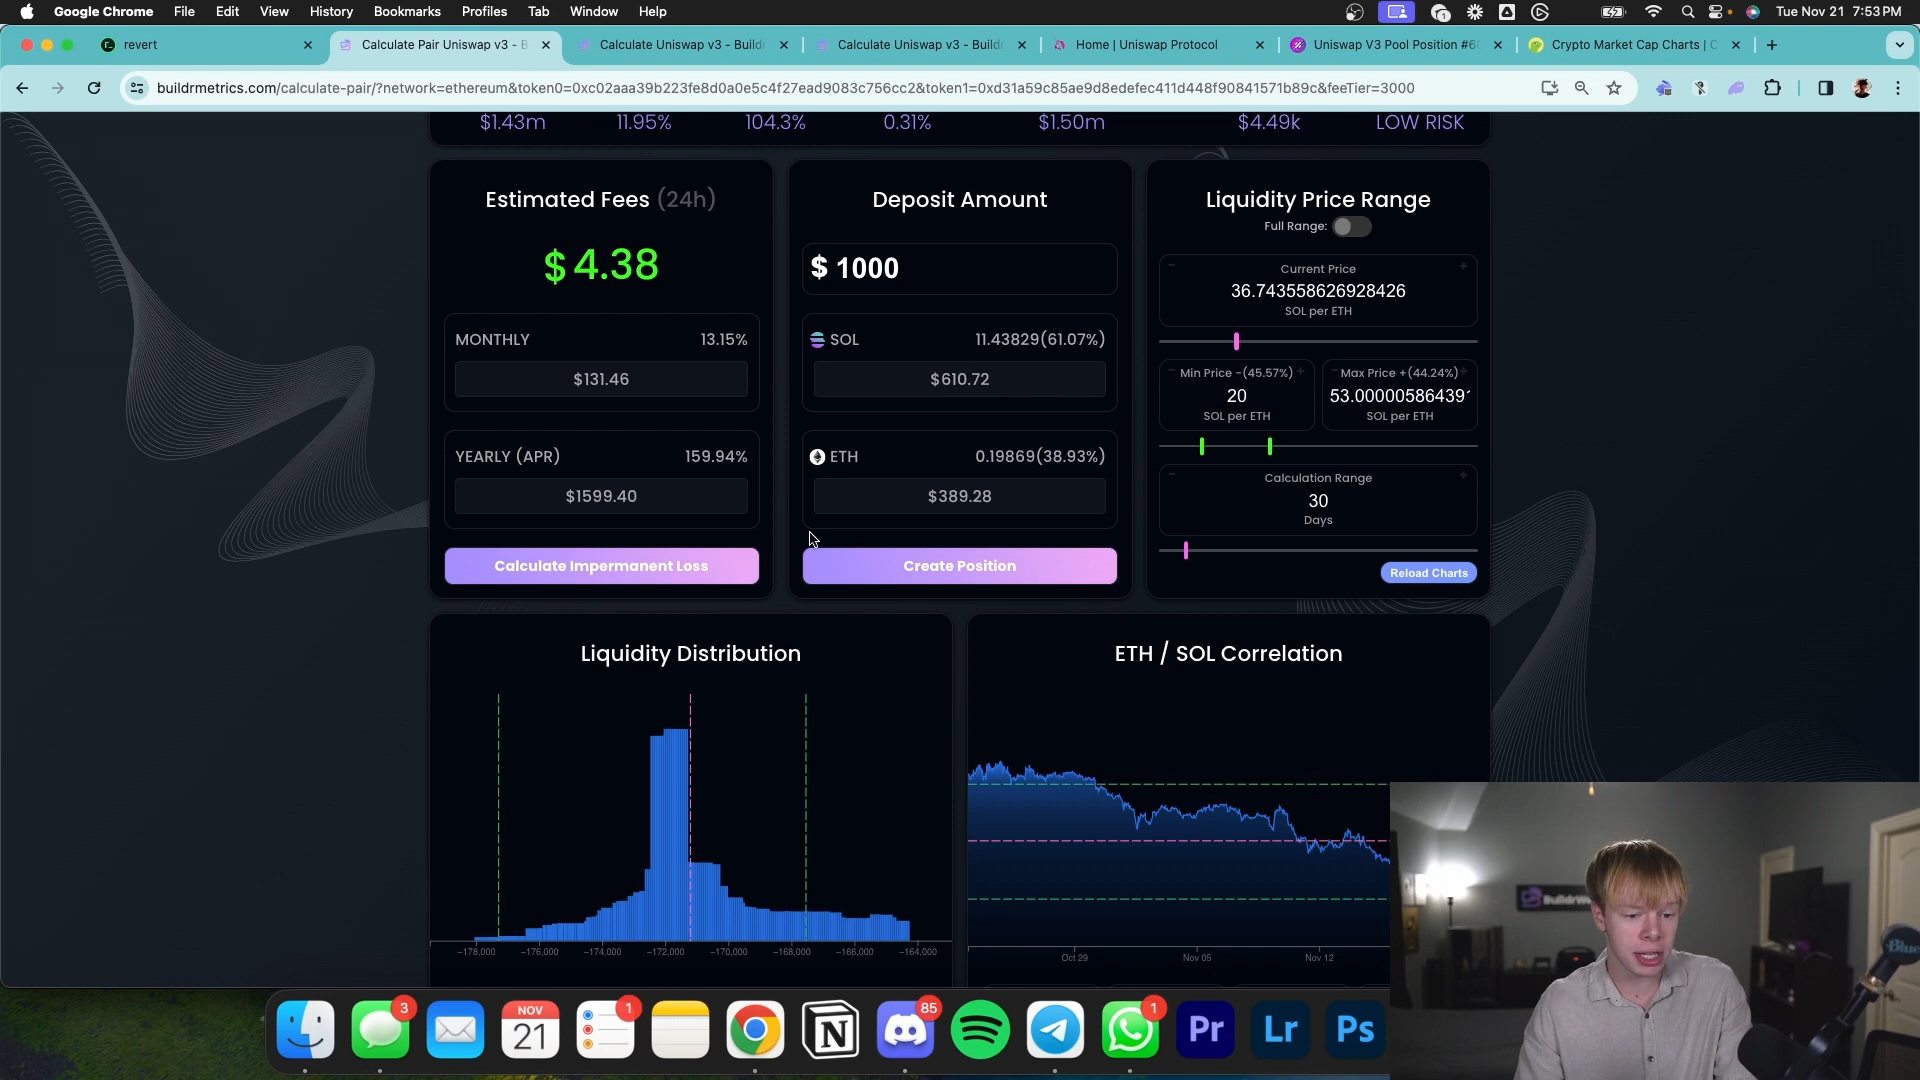 Google Chrome File Edit View History Bookmarks Profiles Tab Window Help
1
Tue Nov 21 7:53 PM
revert
Calculate Pair Uniswap v3 - B
Calculate Uniswap v3 - Buildr
Calculate Uniswap v3 - Buildr
Home | Uniswap Protocol
Uniswap V3 Pool Position #6
Crypto Market Cap Charts | C
buildrmetrics.com/calculate-pair/?network=ethereum&token0=0xc02aaa39b223fe8d0a0e5c4f27ead9083c756cc2&token1=0xd31a59c85ae9d8edefec411d448f90841571b89c&feeTier=3000
$1.43m 11.95% 104.3% 0.31% $1.50m $4.49k LOW RISK
Estimated Fees (24h)
$4.38
MONTHLY 13.15%
$131.46
YEARLY (APR) 159.94%
$1599.40
Calculate Impermanent Loss
Deposit Amount
$ 1000
SOL 11.43829(61.07%)
$610.72
ETH 0.19869(38.93%)
$389.28
Create Position
Liquidity Price Range
Full Range:
− +
Current Price
36.743558626928426
SOL per ETH
− Min Price -(45.57%) +
20
SOL per ETH
− Max Price +(44.24%) +
53.00000586439
SOL per ETH
− +
Calculation Range
30
Days
Reload Charts
Liquidity Distribution
−178,000 −176,000 −174,000 −172,000 −170,000 −168,000 −166,000 −164,000
ETH / SOL Correlation
Oct 29 Nov 05 Nov 12
3
NOV
21
1
N
85
1
Pr
Lr
Ps
Blue